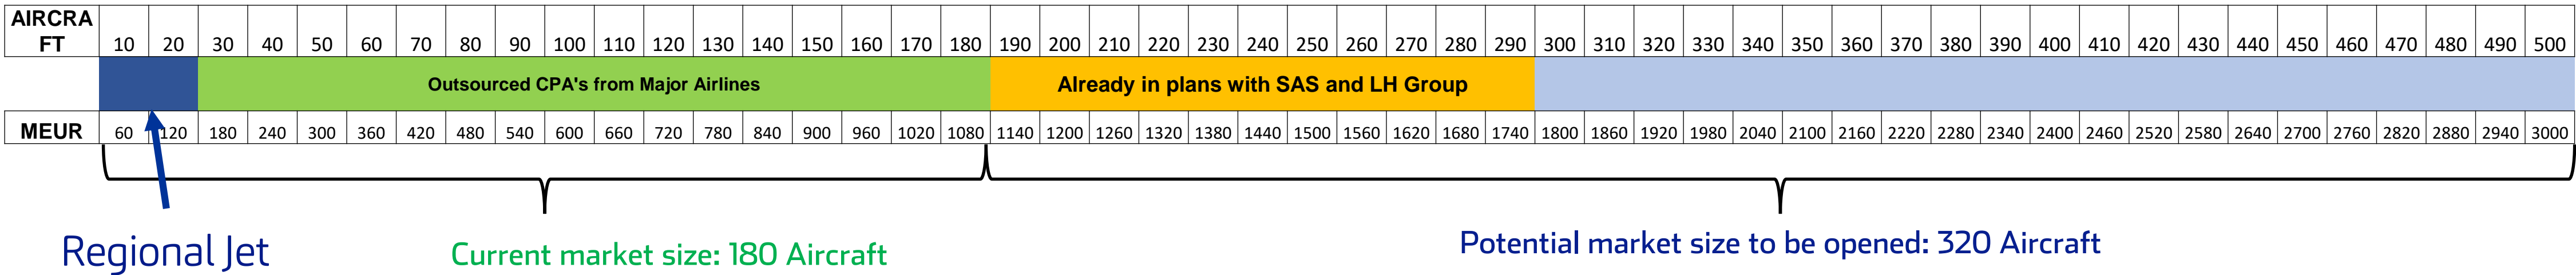 AIRCRA
FT 10 20 30 40 50 60 70 80 90 100 110 120 130 140 150 160 170 180 190 200 210 220 230 240 250 260 270 280 290 300 310 320 330 340 350 360 370 380 390 400 410 420 430 440 450 460 470 480 490 500
Outsourced CPA's from Major Airlines Already in plans with SAS and LH Group
MEUR 60 120 180 240 300 360 420 480 540 600 660 720 780 840 900 960 1020 1080 1140 1200 1260 1320 1380 1440 1500 1560 1620 1680 1740 1800 1860 1920 1980 2040 2100 2160 2220 2280 2340 2400 2460 2520 2580 2640 2700 2760 2820 2880 2940 3000
Regional Jet Current market size: 180 Aircraft Potential market size to be opened: 320 Aircraft